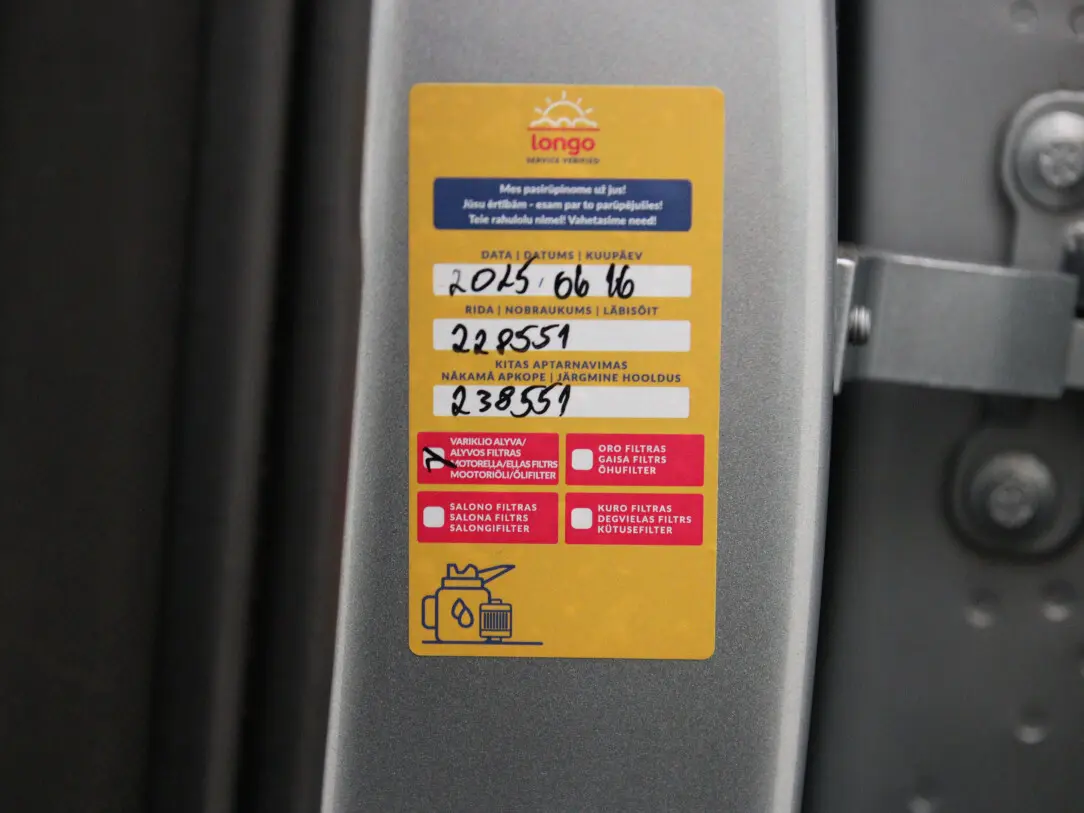 longo
SERVICE VERIFIED
Mes pasirūpinome už jus!
Jūsu ērtībām - esam par to parūpējušies!
Teie rahulolu nimel! Vahetasime need!
DATA | DATUMS | KUUPÄEV
2025.06 16
RIDA | NOBRAUKUMS | LÄBISÕIT
228551
KITAS APTARNAVIMAS
NĀKAMĀ APKOPE | JÄRGMINE HOOLDUS
238551
VARIKLIO ALYVA/
ALYVOS FILTRAS
MOTOREĻĻA/EĻĻAS FILTRS
MOOTORIÕLI/ÕLIFILTER
ORO FILTRAS
GAISA FILTRS
ÕHUFILTER
SALONO FILTRAS
SALONA FILTRS
SALONGIFILTER
KURO FILTRAS
DEGVIELAS FILTRS
KÜTUSEFILTER